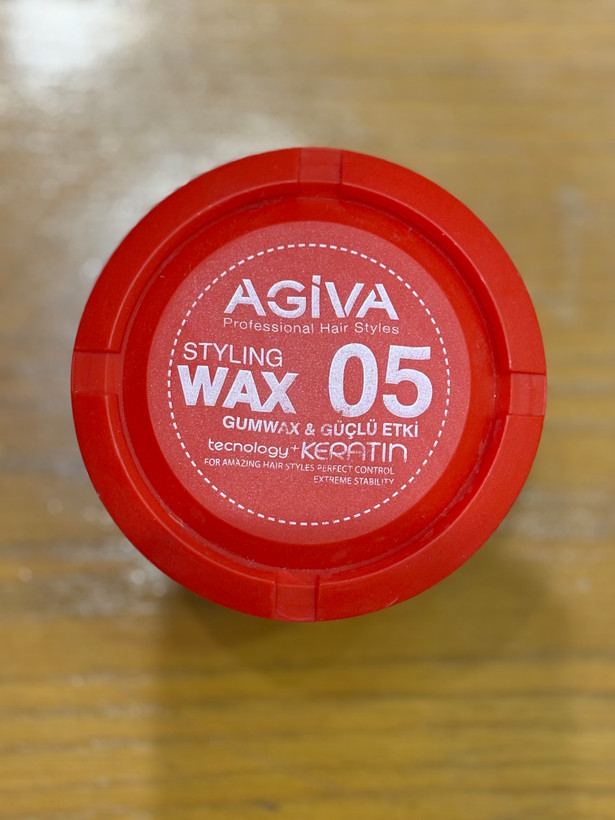 AGiVA
Professional Hair Styles
STYLING
WAX 05
GUMWAX & GÜÇLÜ ETKİ
tecnology+KERATIN
FOR AMAZING HAIR STYLES PERFECT CONTROL
EXTREME STABILITY